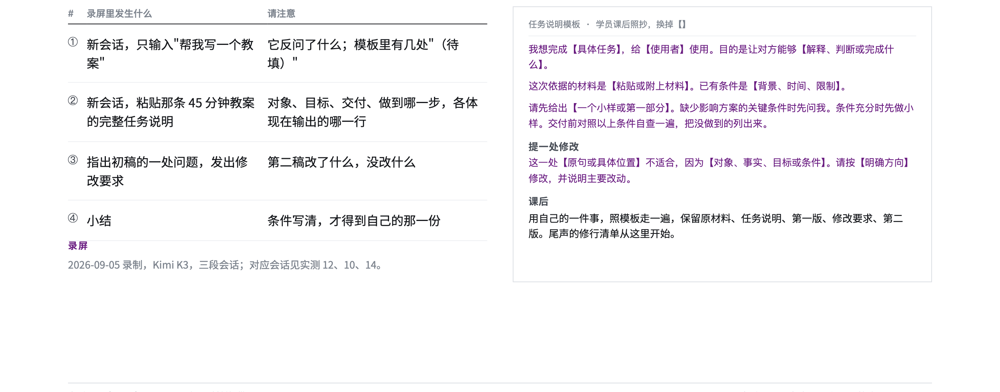 # 录屏里发生什么 请注意
① 新会话，只输入"帮我写一个教 它反问了什么；模板里有几处"（待
案" 填）"
② 新会话，粘贴那条 45 分钟教案 对象、目标、交付、做到哪一步，各体
的完整任务说明 现在输出的哪一行
③ 指出初稿的一处问题，发出修 第二稿改了什么，没改什么
改要求
④ 小结 条件写清，才得到自己的那一份
录屏
2026-09-05 录制，Kimi K3，三段会话；对应会话见实测 12、10、14。
任务说明模板 · 学员课后照抄，换掉【】
我想完成【具体任务】，给【使用者】使用。目的是让对方能够【解释、判断或完成什
么】。
这次依据的材料是【粘贴或附上材料】。已有条件是【背景、时间、限制】。
请先给出【一个小样或第一部分】。缺少影响方案的关键条件时先问我。条件充分时先做小
样。交付前对照以上条件自查一遍，把没做到的列出来。
提一处修改
这一处【原句或具体位置】不适合，因为【对象、事实、目标或条件】。请按【明确方向】
修改，并说明主要改动。
课后
用自己的一件事，照模板走一遍，保留原材料、任务说明、第一版、修改要求、第二
版。尾声的修行清单从这里开始。